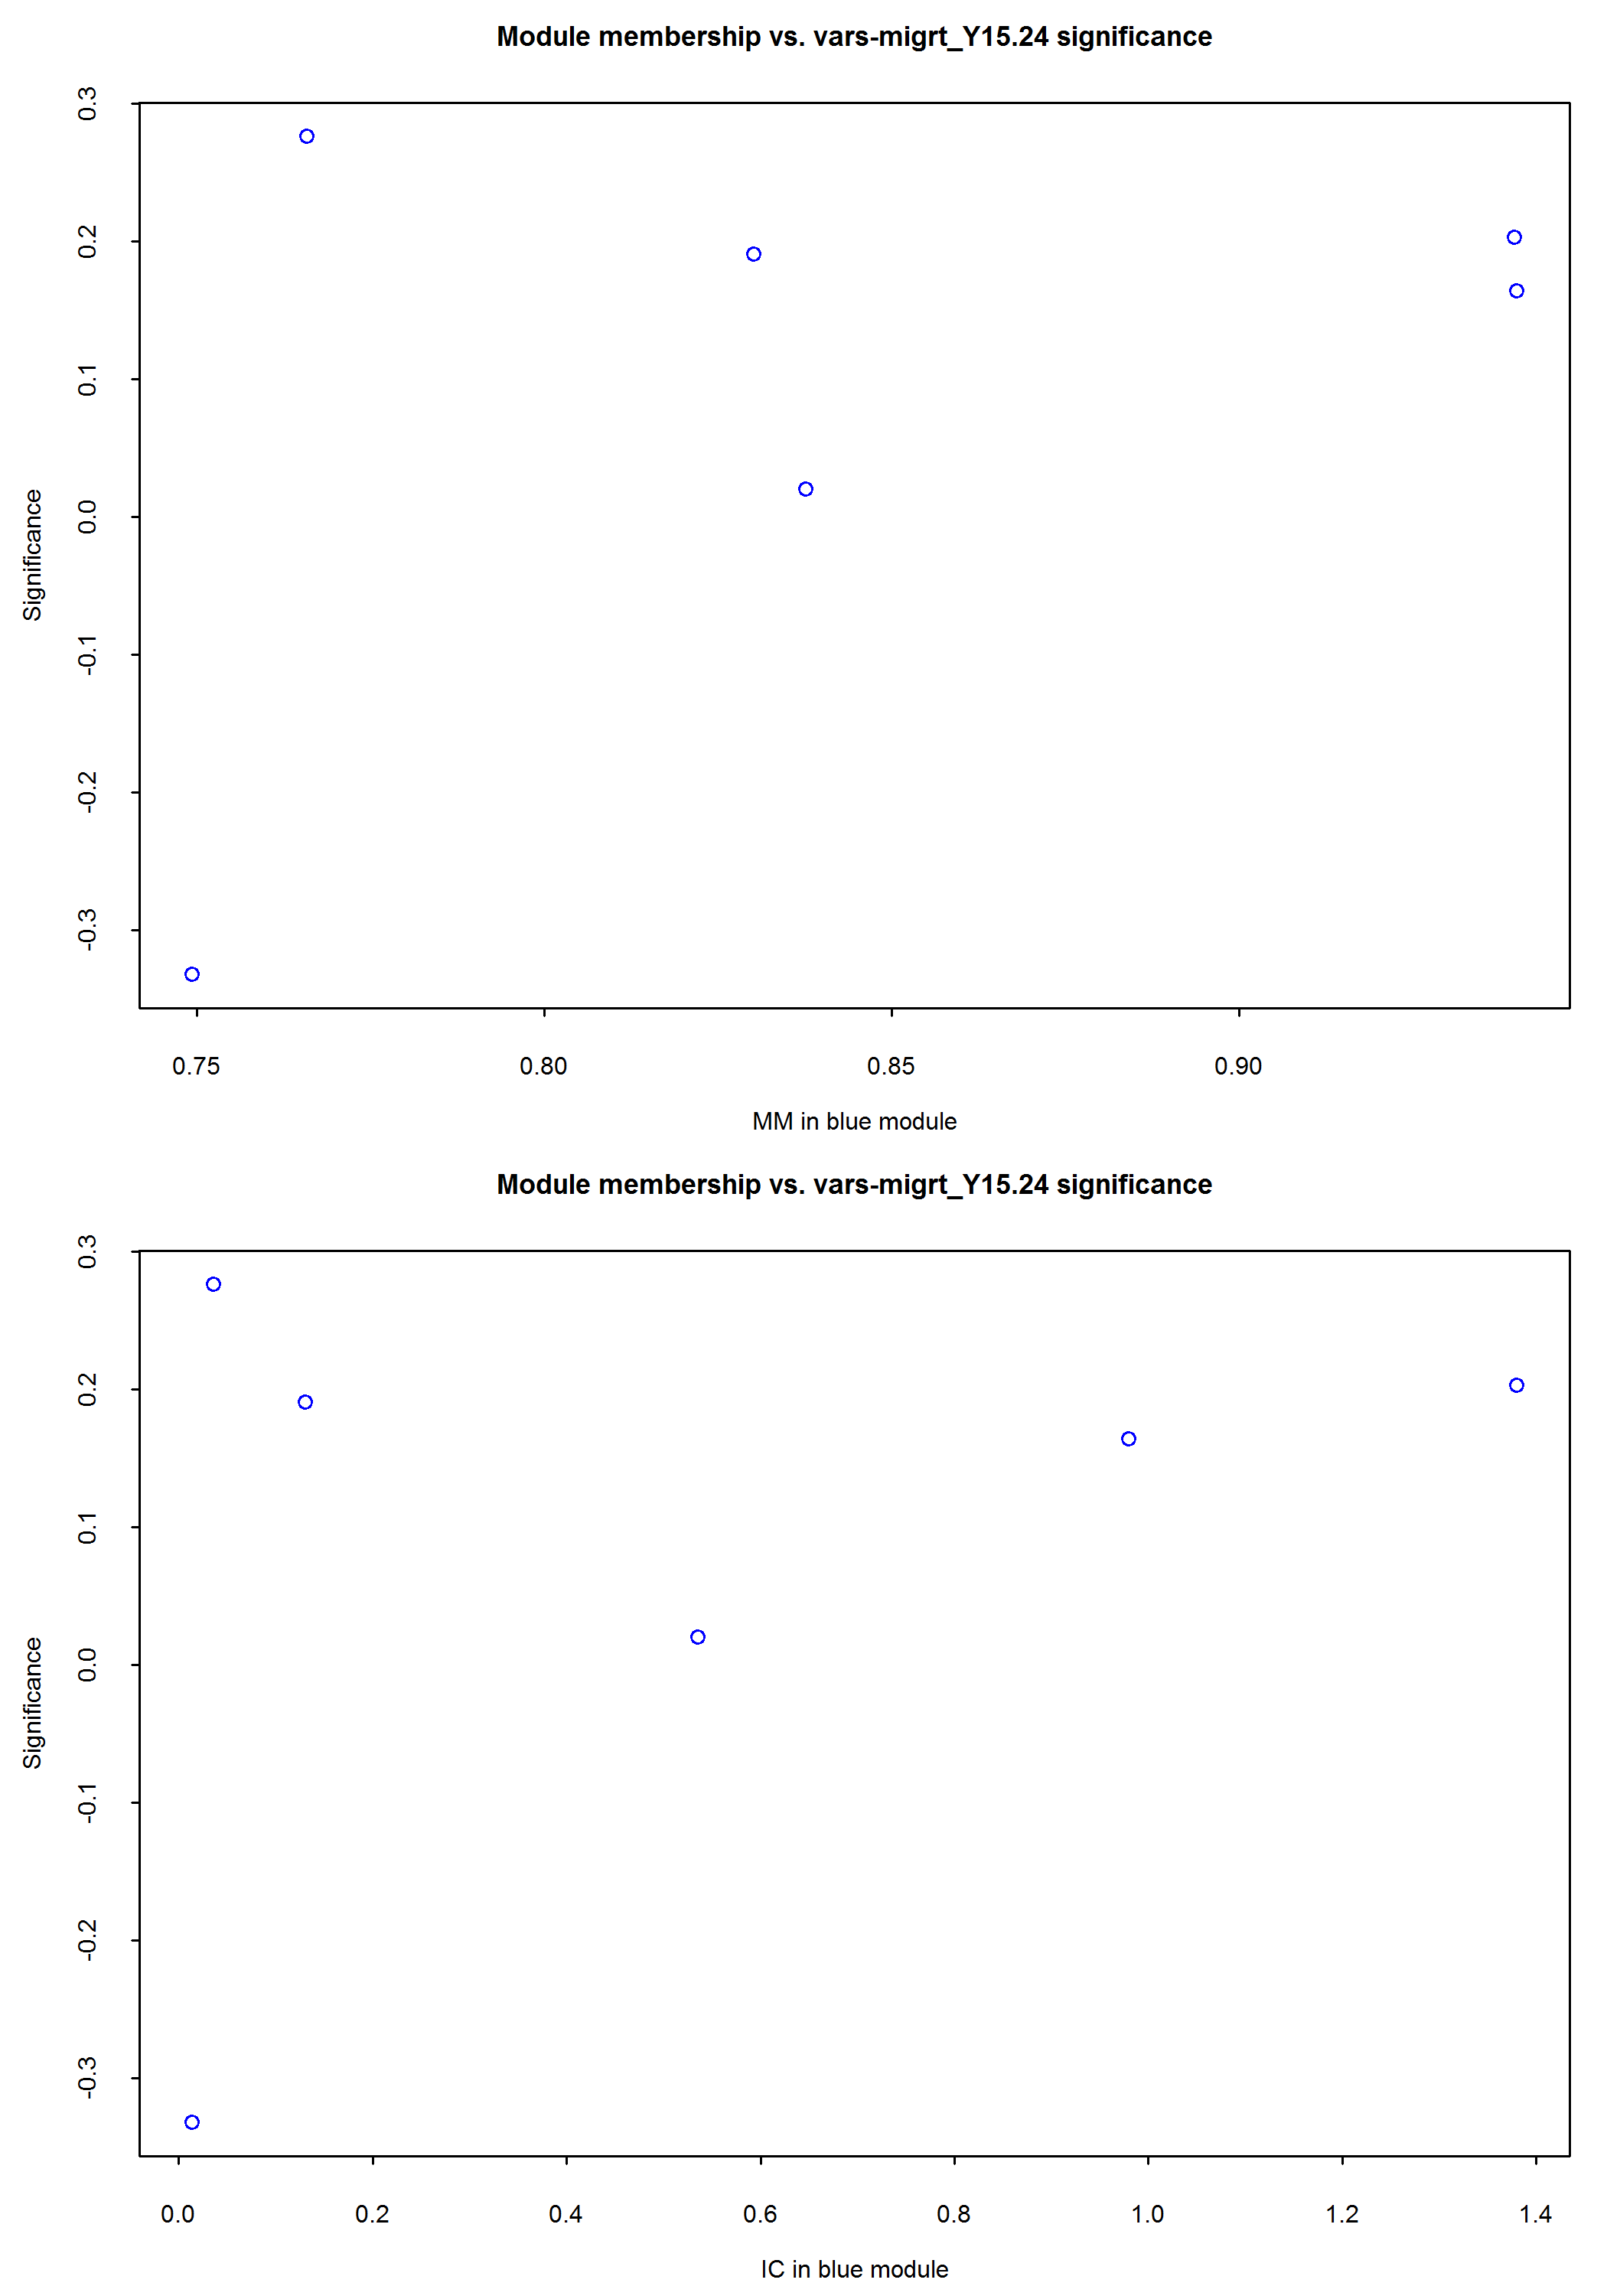 Module membership vs. vars-migrt_Y15.24 significance
0.3
0.2
0.1
0.0
-0.1
-0.2
-0.3
Significance
0.75 0.80 0.85 0.90
MM in blue module
Module membership vs. vars-migrt_Y15.24 significance
0.3
0.2
0.1
0.0
-0.1
-0.2
-0.3
Significance
0.0 0.2 0.4 0.6 0.8 1.0 1.2 1.4
IC in blue module